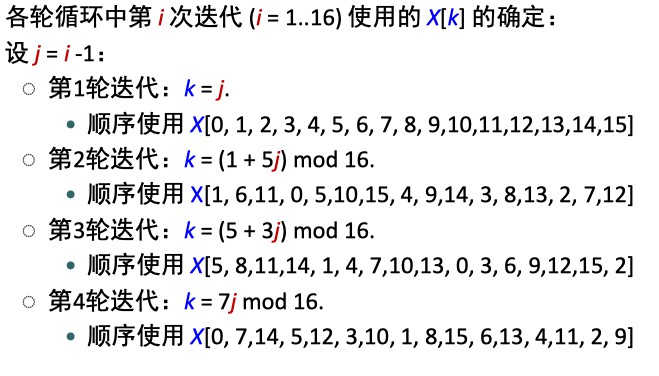 各轮循环中第 i 次迭代 (i = 1..16) 使用的 X[k] 的确定：
设 j = i -1：
第1轮迭代：k = j.
顺序使用 X[0, 1, 2, 3, 4, 5, 6, 7, 8, 9,10,11,12,13,14,15]
第2轮迭代：k = (1 + 5j) mod 16.
顺序使用 X[1, 6,11, 0, 5,10,15, 4, 9,14, 3, 8,13, 2, 7,12]
第3轮迭代：k = (5 + 3j) mod 16.
顺序使用 X[5, 8,11,14, 1, 4, 7,10,13, 0, 3, 6, 9,12,15, 2]
第4轮迭代：k = 7j mod 16.
顺序使用 X[0, 7,14, 5,12, 3,10, 1, 8,15, 6,13, 4,11, 2, 9]